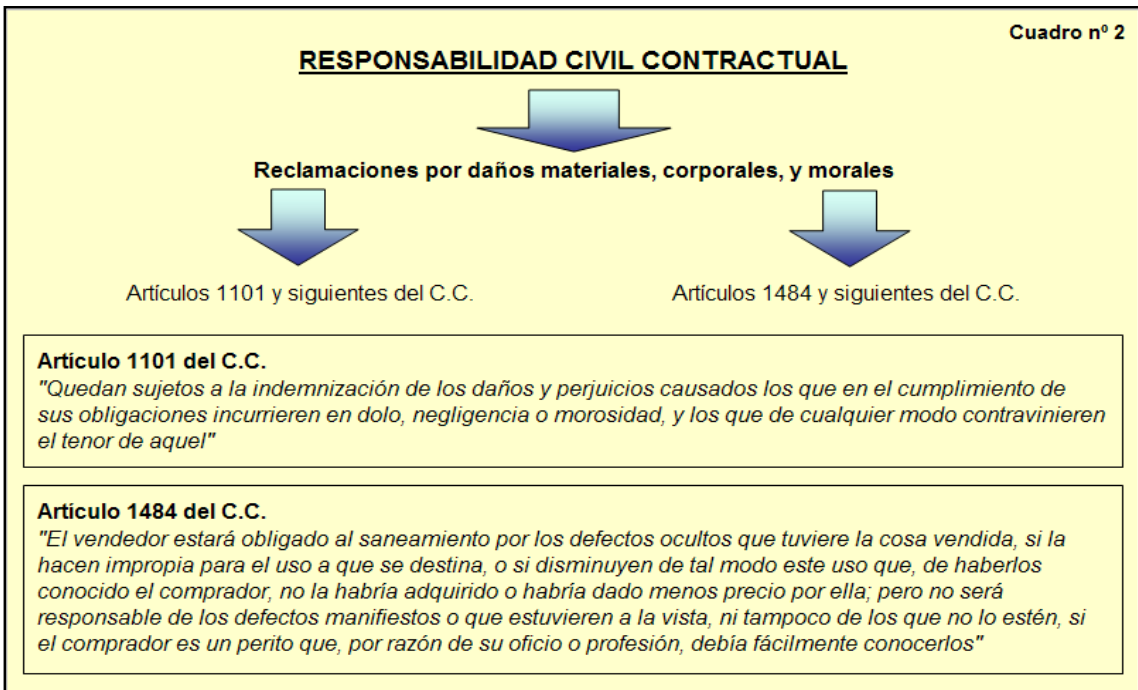 Cuadro nº 2
RESPONSABILIDAD CIVIL CONTRACTUAL
Reclamaciones por daños materiales, corporales, y morales
Artículos 1101 y siguientes del C.C.
Artículos 1484 y siguientes del C.C.
Artículo 1101 del C.C.
"Quedan sujetos a la indemnización de los daños y perjuicios causados los que en el cumplimiento de
sus obligaciones incurrieren en dolo, negligencia o morosidad, y los que de cualquier modo contravinieren
el tenor de aquel"
Artículo 1484 del C.C.
"El vendedor estará obligado al saneamiento por los defectos ocultos que tuviere la cosa vendida, si la
hacen impropia para el uso a que se destina, o si disminuyen de tal modo este uso que, de haberlos
conocido el comprador, no la habría adquirido o habría dado menos precio por ella; pero no será
responsable de los defectos manifiestos o que estuvieren a la vista, ni tampoco de los que no lo estén, si
el comprador es un perito que, por razón de su oficio o profesión, debía fácilmente conocerlos"